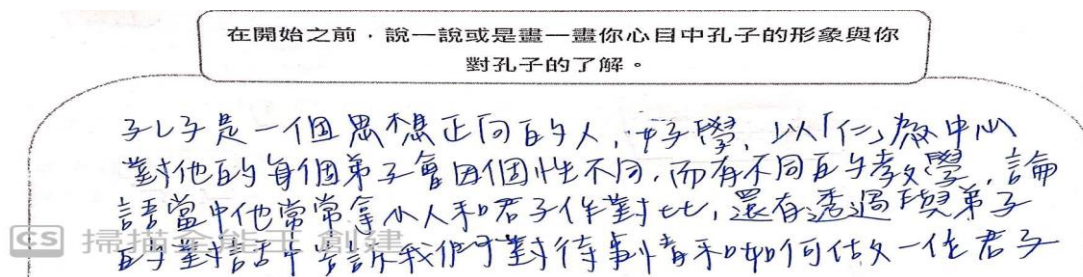 在開始之前，說一說或是畫一畫你心目中孔子的形象與你
對孔子的了解。
孔子是一個思想正向的人，好學，以「仁」為中心
對他的每個弟子會因個性不同，而有不同的教學，論
語當中他常常拿小人和君子作對比，還有透過與弟子
的對話中告訴我們對待事情和如何做一位君子
CS 掃描全能王 創建